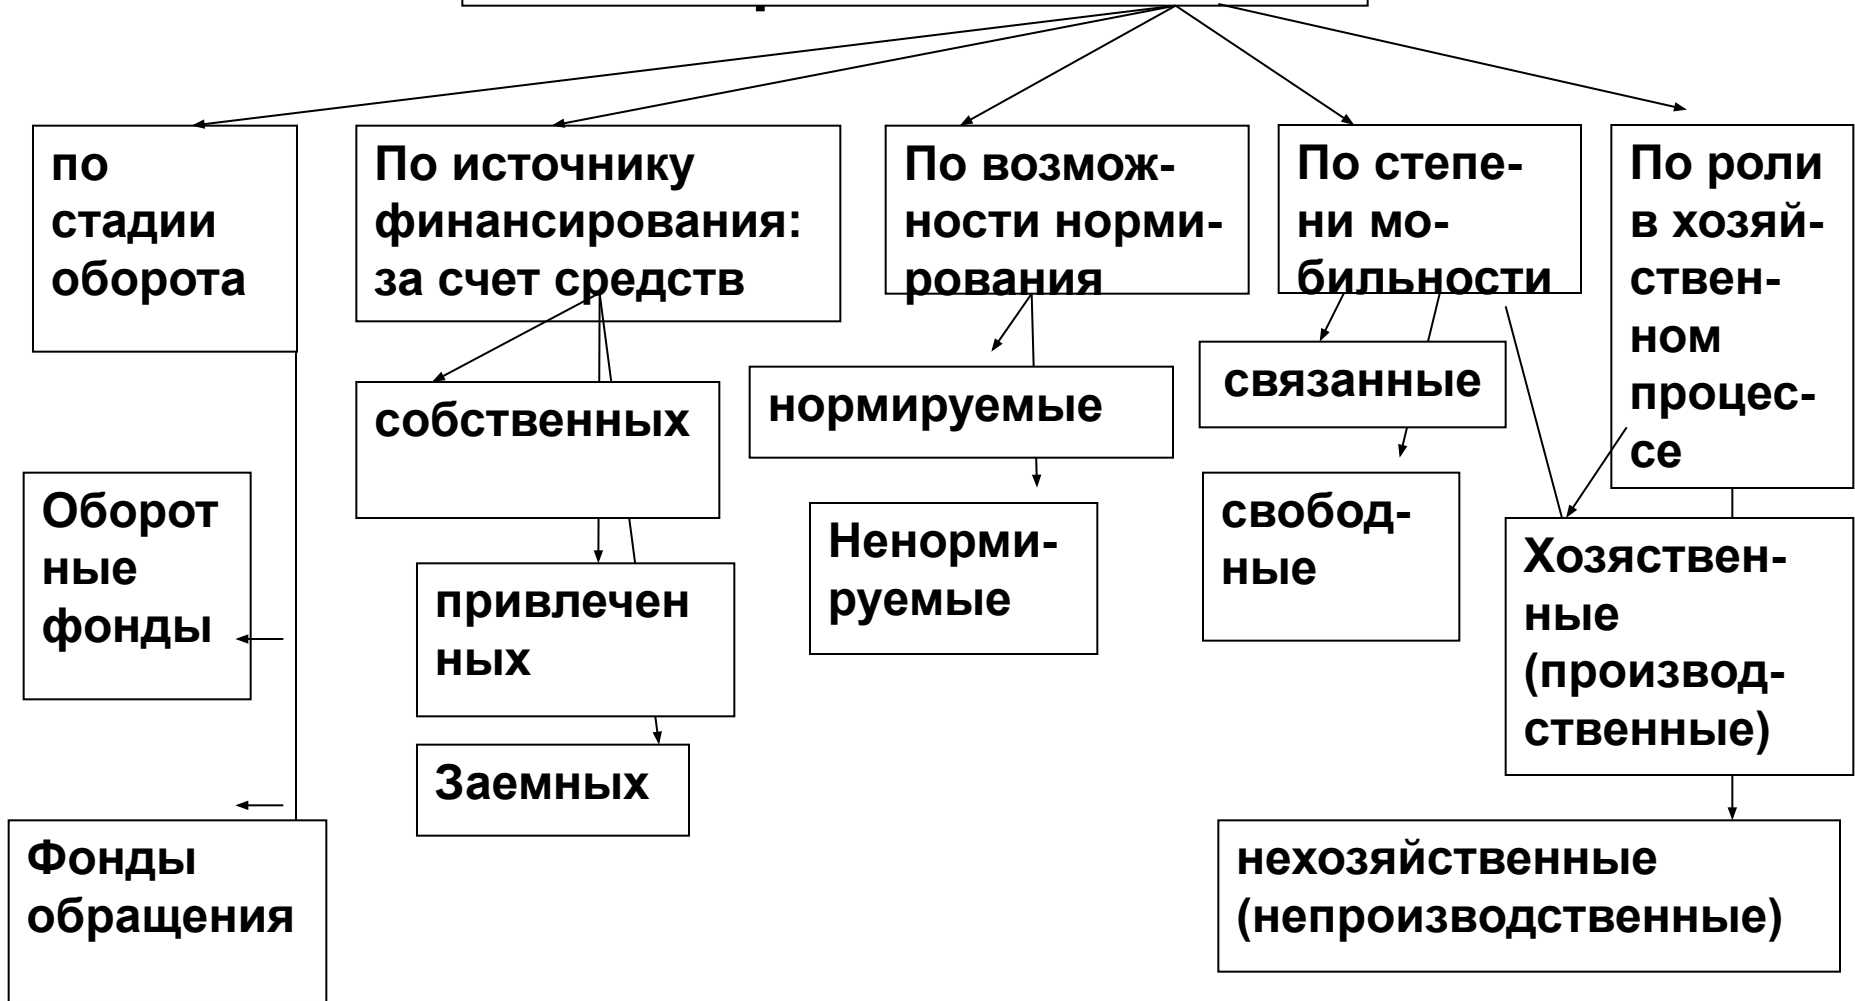 по
стадии
оборота
По источнику
финансирования:
за счет средств
По возмож-
ности норми-
рования
По степе-
ни мо-
бильности
По роли
в хозяй-
ствен-
ном
процес-
се
собственных
нормируемые
связанные
Оборот
ные
фонды
привлечен
ных
Ненорми-
руемые
свобод-
ные
Хозяствен-
ные
(производ-
ственные)
Заемных
Фонды
обращения
нехозяйственные
(непроизводственные)